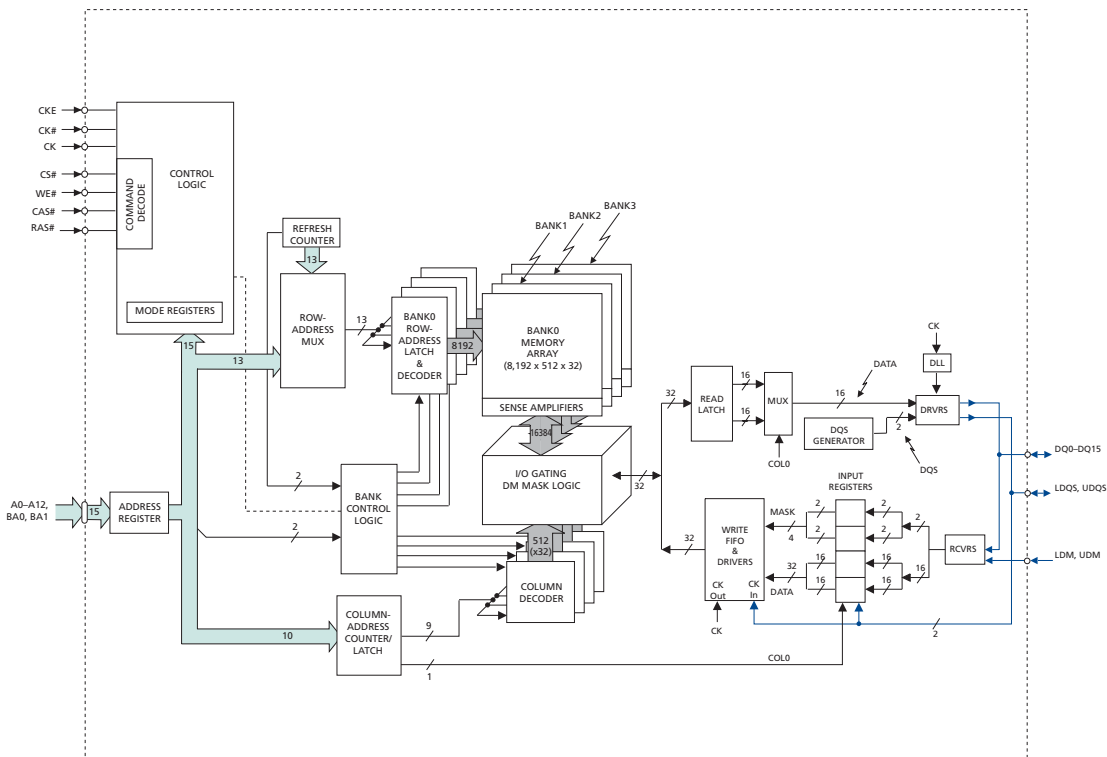 CKE
CK#
CK
CS#
WE#
CAS#
RAS#
COMMAND
DECODE
CONTROL
LOGIC
MODE REGISTERS
15
13
REFRESH
COUNTER
13
ROW-
ADDRESS
MUX
13
BANK0
ROW-
ADDRESS
LATCH
&
DECODER
8192
BANK1
BANK2
BANK3
BANK0
MEMORY
ARRAY
(8,192 x 512 x 32)
SENSE AMPLIFIERS
16384
I/O GATING
DM MASK LOGIC
32
32
READ
LATCH
16
16
MUX
COL0
16
DATA
DQS
GENERATOR
2
DQS
CK
DLL
DRVRS
DQ0–DQ15
LDQS, UDQS
LDM, UDM
A0–A12,
BA0, BA1
15
ADDRESS
REGISTER
2
2
BANK
CONTROL
LOGIC
512
(x32)
COLUMN
DECODER
10
COLUMN-
ADDRESS
COUNTER/
LATCH
9
1
COL0
32
WRITE
FIFO
&
DRIVERS
CK
Out
CK
In
CK
MASK
4
32
DATA
INPUT
REGISTERS
2
2
16
16
2
2
16
16
2
16
RCVRS
2